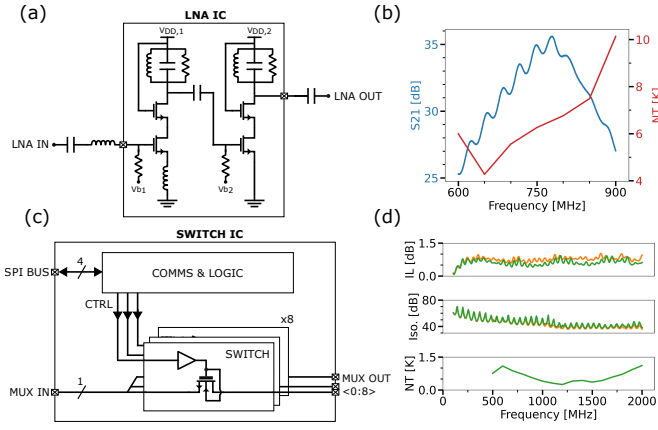 (a)
LNA IC
VDD,1
VDD,2
LNA OUT
LNA IN
Vb1
Vb2
(b)
35
30
25
S21 [dB]
10
8
6
4
NT [K]
600
750
900
Frequency [MHz]
(c)
SWITCH IC
SPI BUS
4
COMMS & LOGIC
CTRL
x8
SWITCH
MUX IN
1
MUX OUT
<0:8>
(d)
1.5
0.0
IL [dB]
80
40
Iso. [dB]
1.5
0.0
NT [K]
500
1000
1500
2000
Frequency [MHz]